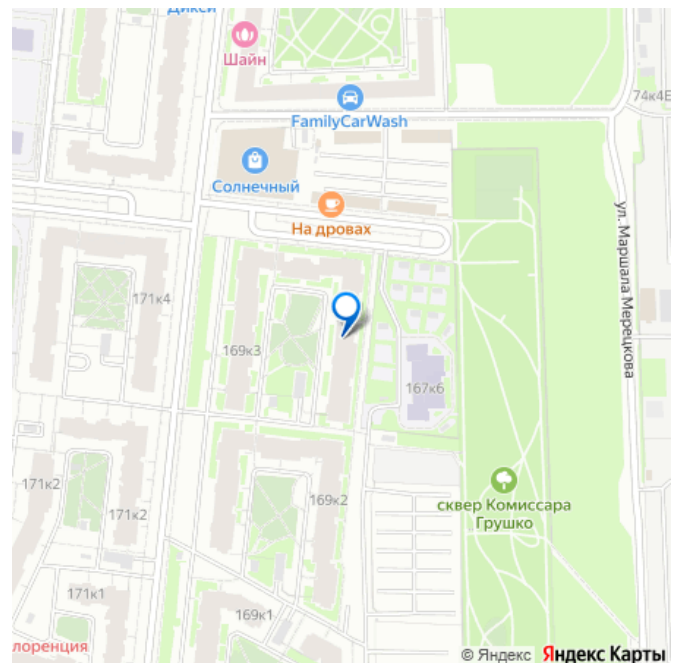 Дикси
Шайн
74к4Б
FamilyCarWash
Солнечный
На дровах
ул. Маршала Мерецкова
171к4
169к3
167к6
сквер Комиссара
Грушко
171к2
171к2
169к2
171к1
169к1
лоренция
© Яндекс Яндекс Карты